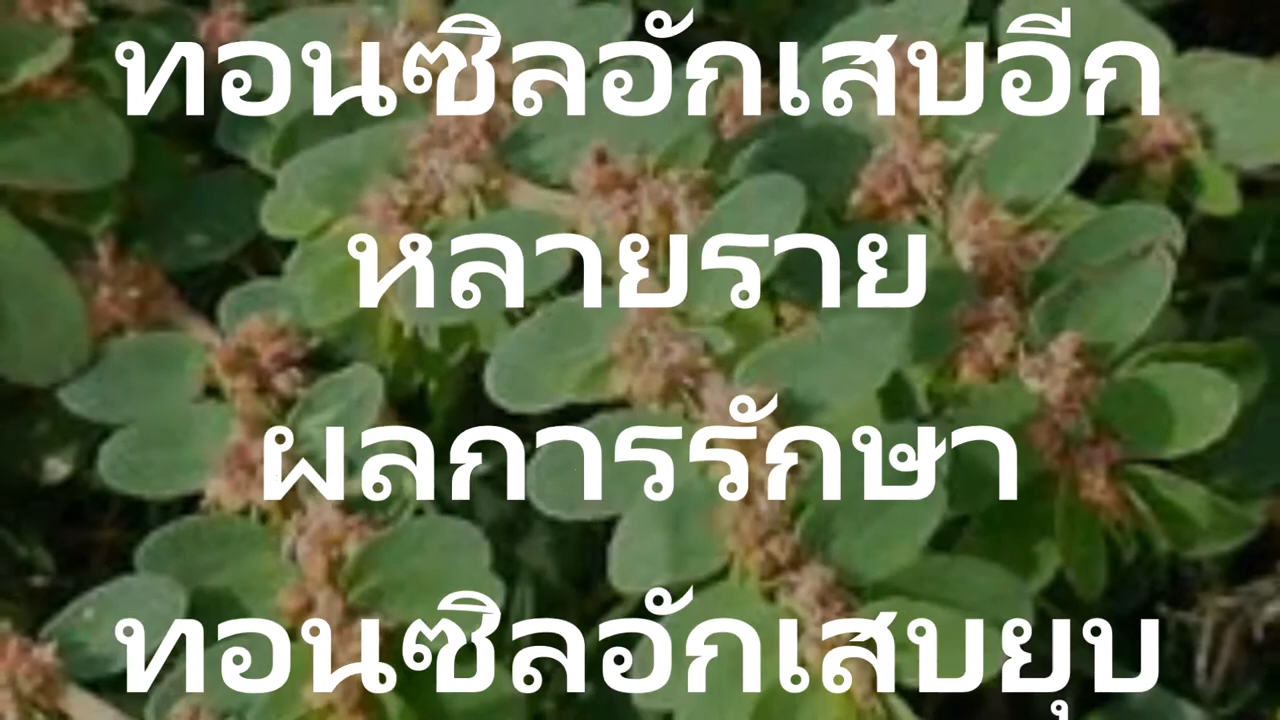 ทอนซิลอักเสบอีก
หลายราย
ผลการรักษา
ทอนซิลอักเสบยุบ